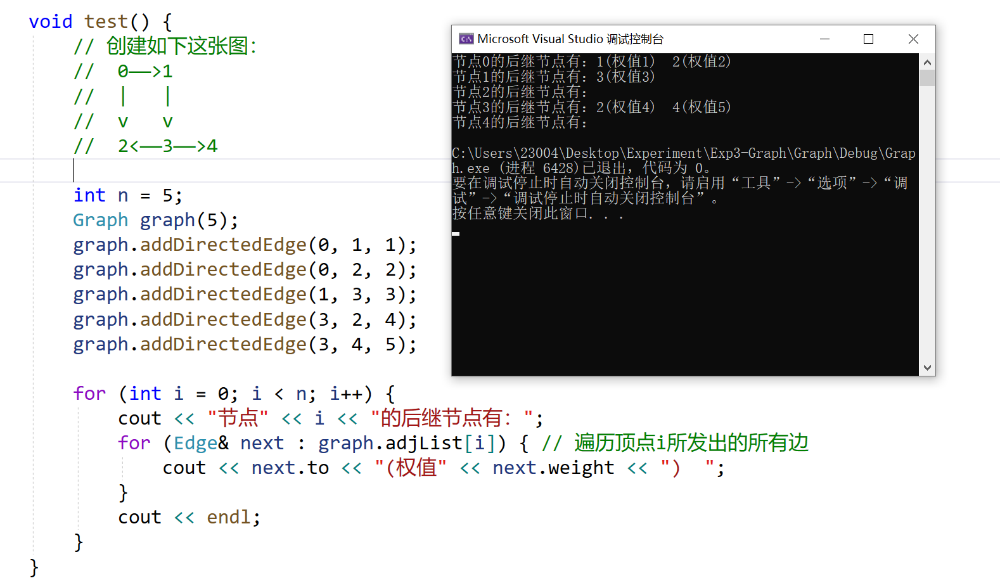 void test() {
    // 创建如下这张图：
    //  0——>1
    //  |   |
    //  v   v
    //  2<——3——>4

    int n = 5;
    Graph graph(5);
    graph.addDirectedEdge(0, 1, 1);
    graph.addDirectedEdge(0, 2, 2);
    graph.addDirectedEdge(1, 3, 3);
    graph.addDirectedEdge(3, 2, 4);
    graph.addDirectedEdge(3, 4, 5);

    for (int i = 0; i < n; i++) {
        cout << "节点" << i << "的后继节点有：";
        for (Edge& next : graph.adjList[i]) { // 遍历顶点i所发出的所有边
            cout << next.to << "(权值" << next.weight << ")  ";
        }
        cout << endl;
    }
}
Microsoft Visual Studio 调试控制台
节点0的后继节点有：1(权值1)  2(权值2)
节点1的后继节点有：3(权值3)
节点2的后继节点有：
节点3的后继节点有：2(权值4)  4(权值5)
节点4的后继节点有：

C:\Users\23004\Desktop\Experiment\Exp3-Graph\Graph\Debug\Grap
h.exe (进程 6428)已退出，代码为 0。
要在调试停止时自动关闭控制台，请启用“工具”->“选项”->“调
试”->“调试停止时自动关闭控制台”。
按任意键关闭此窗口. . .